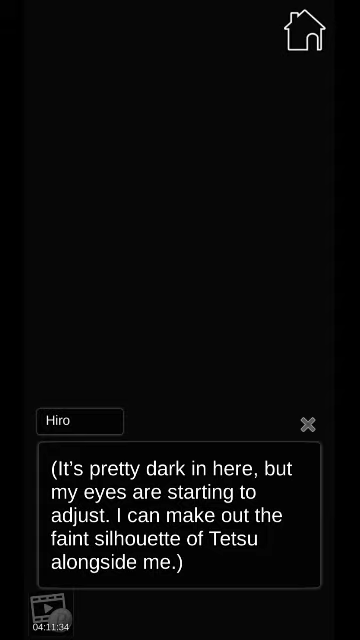 Hiro
(It's pretty dark in here, but
my eyes are starting to
adjust. I can make out the
faint silhouette of Tetsu
alongside me.)
04:11:34